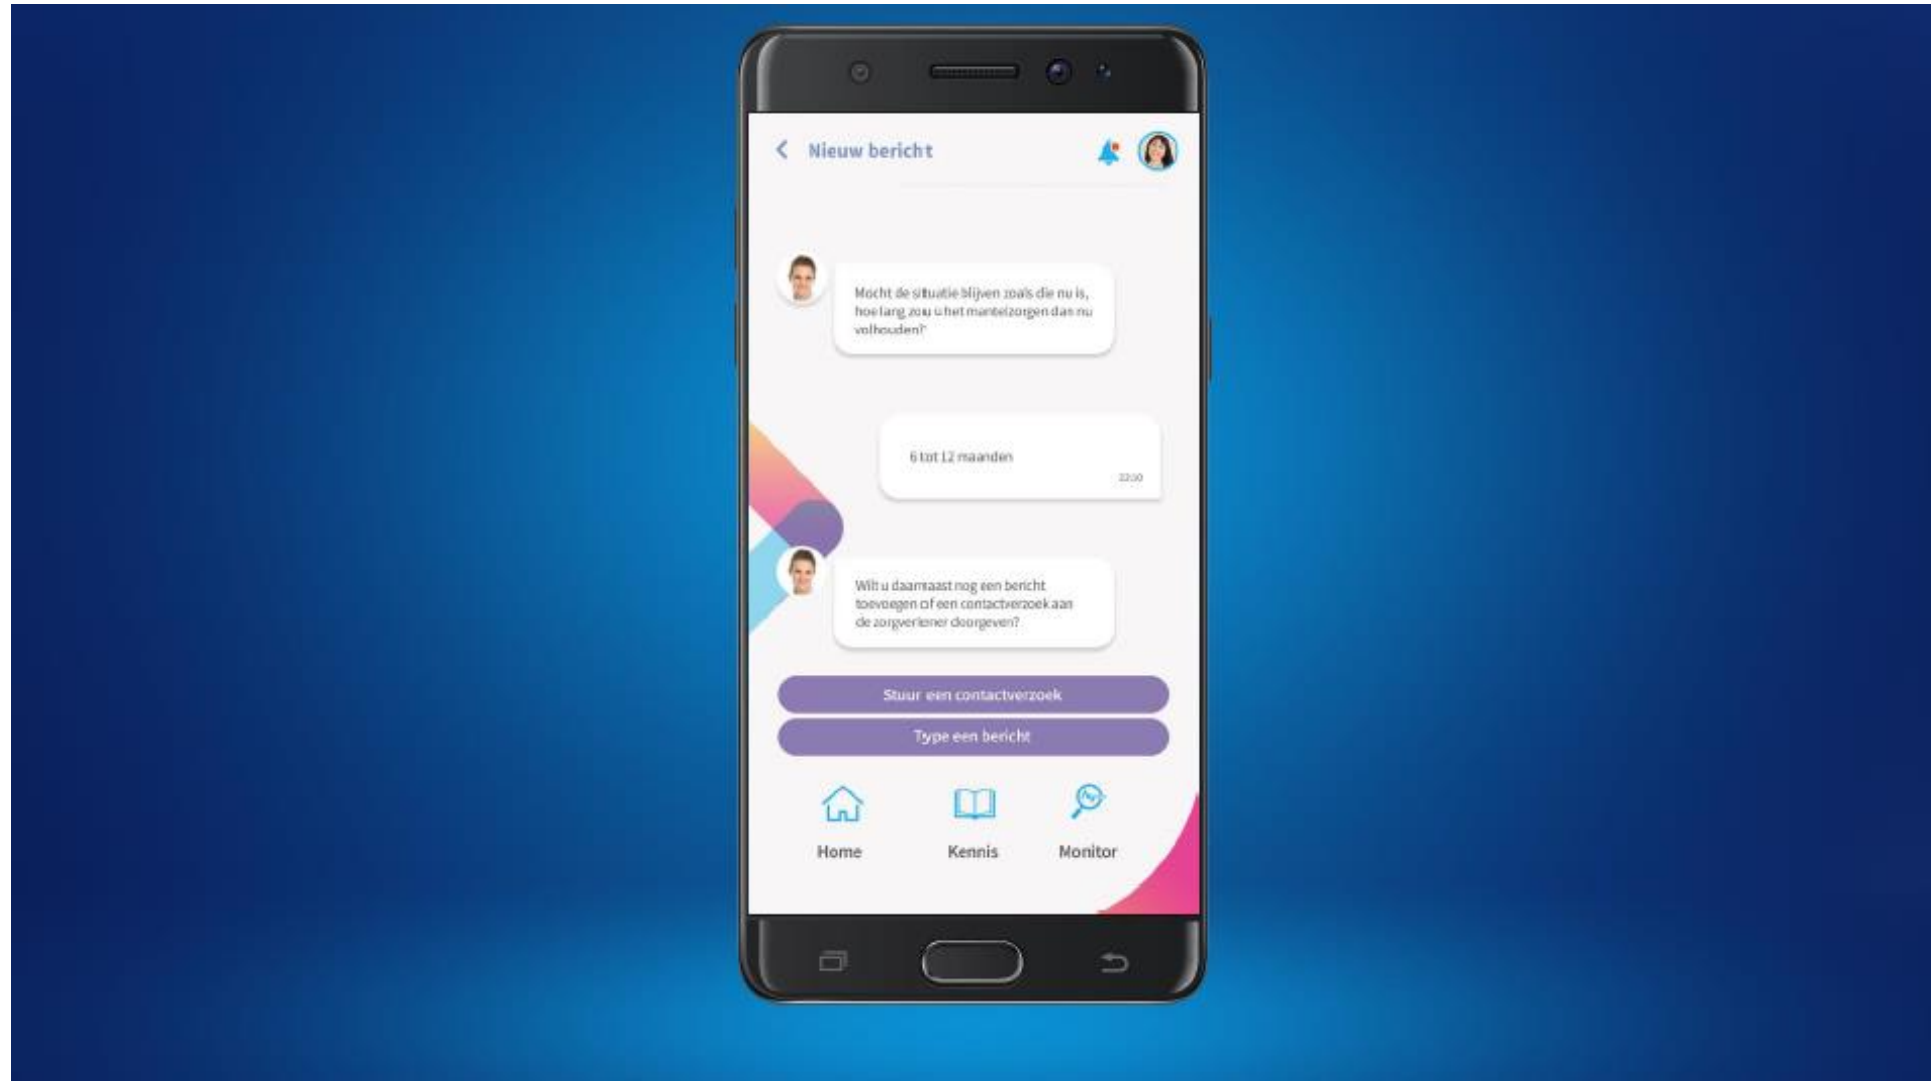 Nieuw bericht
Mocht de situatie blijven zoals die nu is,
hoe lang zou u het mantelzorgen dan nu
volhouden?'
6 tot 12 maanden
Wilt u daarnaast nog een bericht
toevoegen of een contactverzoek aan
de zorgverlener doorgeven?
Stuur een contactverzoek
Type een bericht
Home
Kennis
Monitor